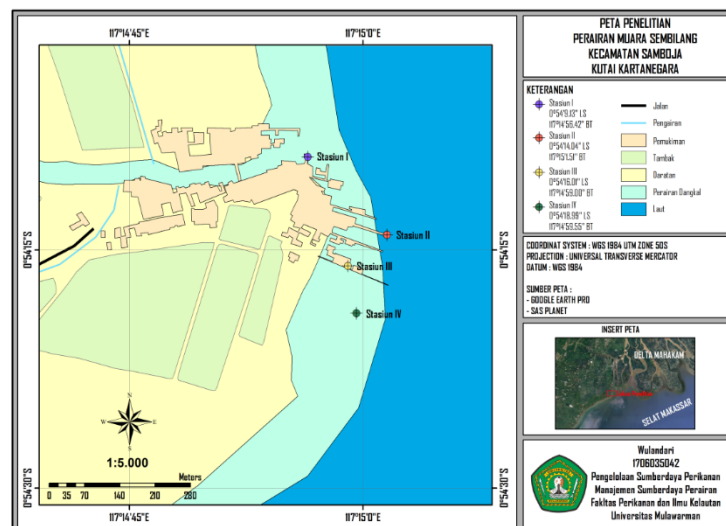 PETA PENELITIAN
PERAIRAN MUARA SEMBILANG
KECAMATAN SAMBOJA
KUTAI KARTANEGARA
117°14'45"E
117°15'0"E
0°54'15"S
0°54'30"S
Stasiun I
Stasiun II
Stasiun III
Stasiun IV
N
W
E
S
1:5.000
Meters
0 35 70 140 210 280
0°54'15"S
0°54'30"S
117°14'45"E
117°15'0"E
KETERANGAN
Stasiun I
0°54'9.13" LS
117°14'56.42" BT
Stasiun II
0°54'14.04" LS
117°15'1.51" BT
Stasiun III
0°54'16.01" LS
117°14'59.00" BT
Stasiun IV
0°54'18.99" LS
117°14'59.55" BT
Jalan
Pengairan
Pemukiman
Tambak
Daratan
Perairan Dangkal
Laut
COORDINAT SYSTEM : WGS 1984 UTM ZONE 50S
PROJECTION : UNIVERSAL TRANSVERSE MERCATOR
DATUM : WGS 1984
SUMBER PETA :
- GOOGLE EARTH PRO
- SAS PLANET
INSERT PETA
DELTA MAHAKAM
SELAT MAKASSAR
Wulandari
1706035042
Pengelolaan Sumberdaya Perikanan
Manajemen Sumberdaya Perairan
Fakltas Perikanan dan Ilmu Kelautan
Universitas Mulawarman